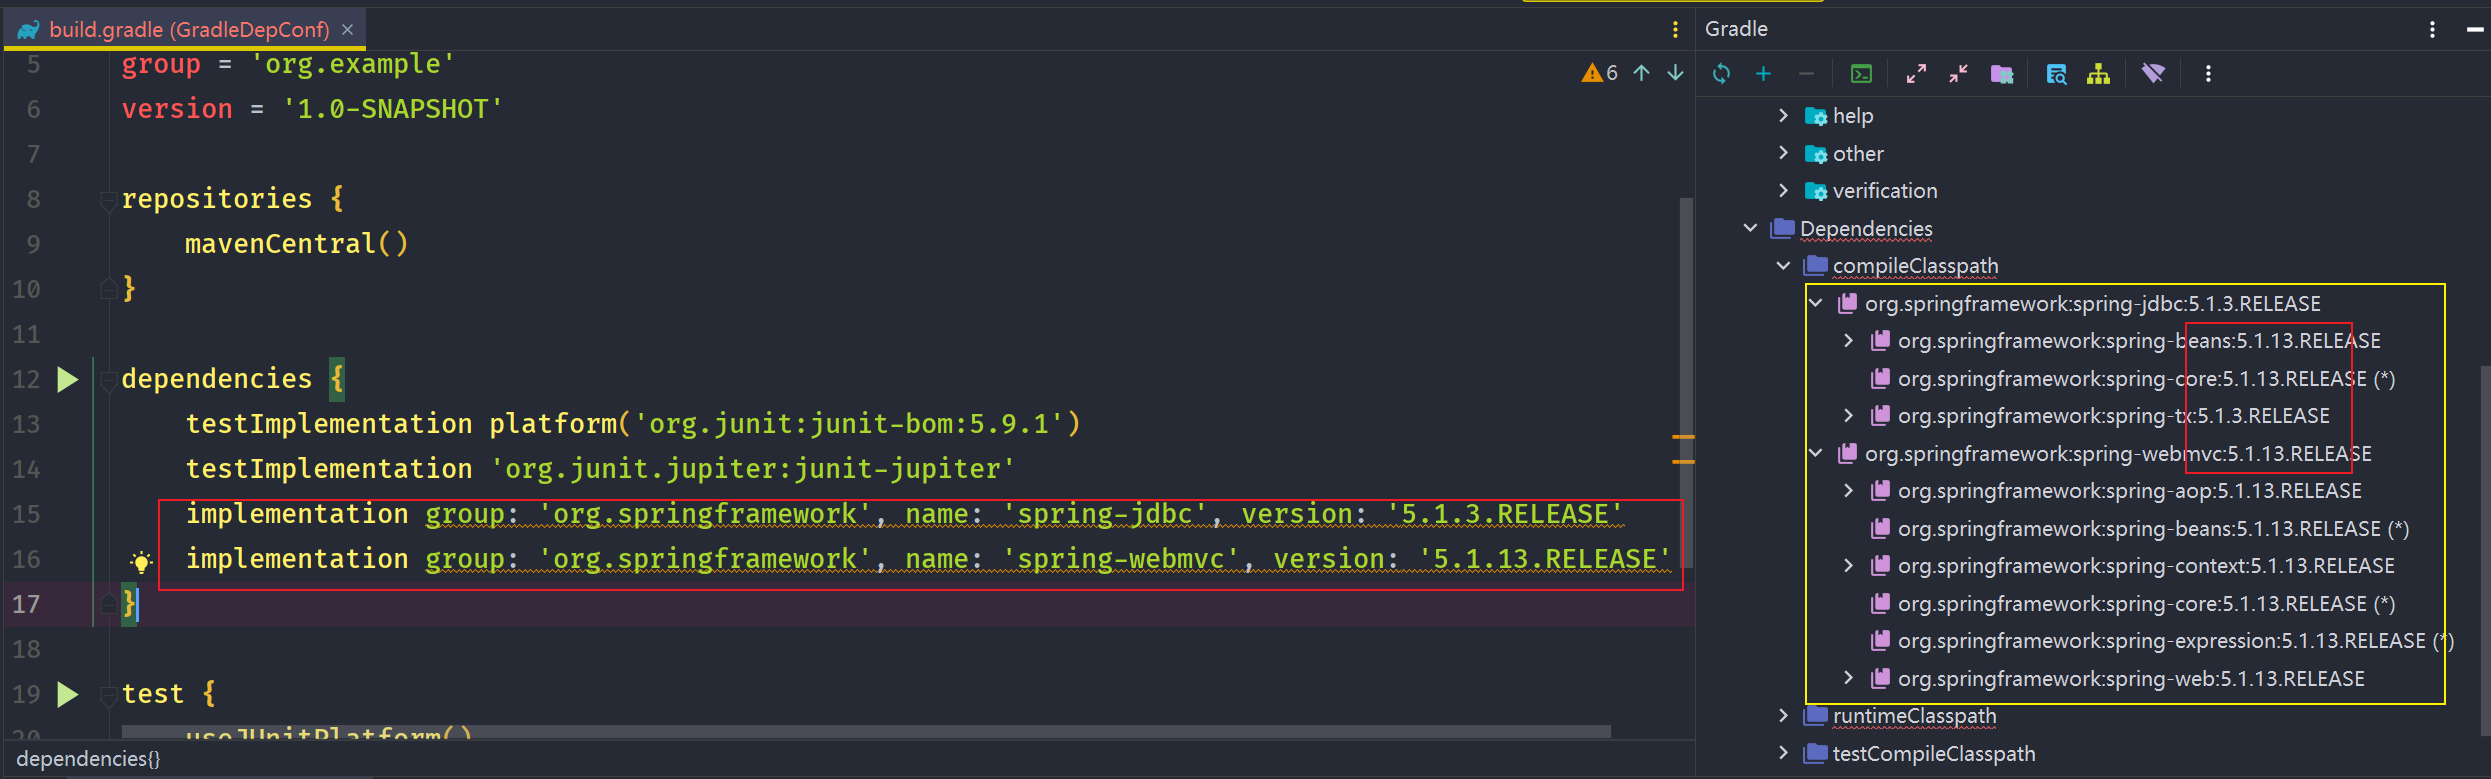 build.gradle (GradleDepConf)
5 group = 'org.example'
6 version = '1.0-SNAPSHOT'
7
8 repositories {
9 mavenCentral()
10 }
11
12 dependencies {
13 testImplementation platform('org.junit:junit-bom:5.9.1')
14 testImplementation 'org.junit.jupiter:junit-jupiter'
15 implementation group: 'org.springframework', name: 'spring-jdbc', version: '5.1.3.RELEASE'
16 implementation group: 'org.springframework', name: 'spring-webmvc', version: '5.1.13.RELEASE'
17 }
18
19 test {
20 useJUnitPlatform()
dependencies{}
6
Gradle
help
other
verification
Dependencies
compileClasspath
org.springframework:spring-jdbc:5.1.3.RELEASE
org.springframework:spring-beans:5.1.13.RELEASE
org.springframework:spring-core:5.1.13.RELEASE (*)
org.springframework:spring-tx:5.1.3.RELEASE
org.springframework:spring-webmvc:5.1.13.RELEASE
org.springframework:spring-aop:5.1.13.RELEASE
org.springframework:spring-beans:5.1.13.RELEASE (*)
org.springframework:spring-context:5.1.13.RELEASE
org.springframework:spring-core:5.1.13.RELEASE (*)
org.springframework:spring-expression:5.1.13.RELEASE (*)
org.springframework:spring-web:5.1.13.RELEASE
runtimeClasspath
testCompileClasspath